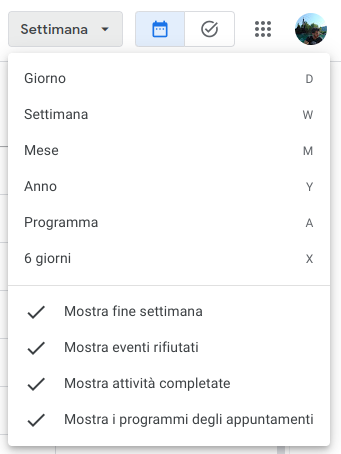 Settimana
Giorno D
Settimana W
Mese M
Anno Y
Programma A
6 giorni X
Mostra fine settimana
Mostra eventi rifiutati
Mostra attività completate
Mostra i programmi degli appuntamenti